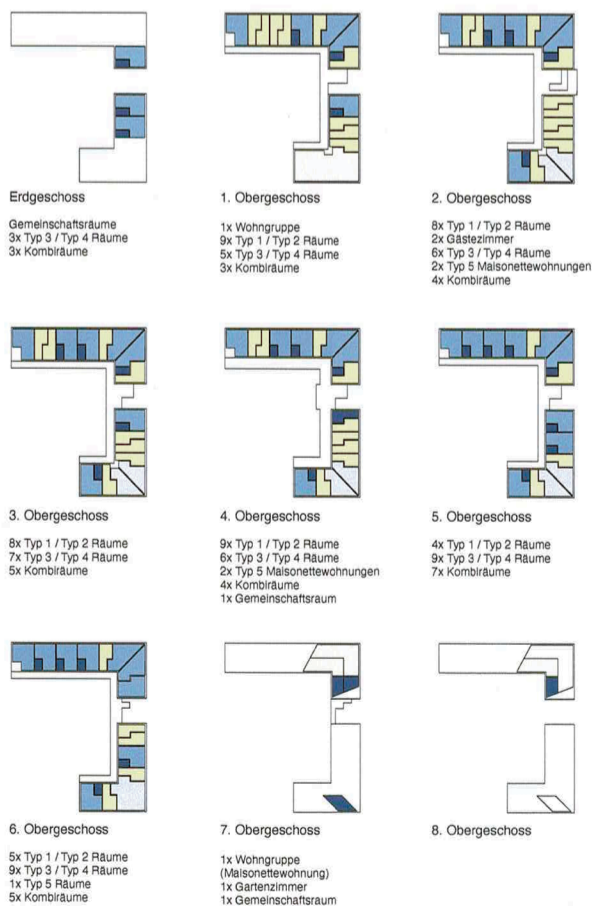 Erdgeschoss
Gemeinschaftsräume
3x Typ 3 / Typ 4 Räume
3x Kombiräume
1. Obergeschoss
1x Wohngruppe
9x Typ 1 / Typ 2 Räume
5x Typ 3 / Typ 4 Räume
3x Kombiräume
2. Obergeschoss
8x Typ 1 / Typ 2 Räume
2x Gästezimmer
6x Typ 3 / Typ 4 Räume
2x Typ 5 Maisonettewohnungen
4x Kombiräume
3. Obergeschoss
8x Typ 1 / Typ 2 Räume
7x Typ 3 / Typ 4 Räume
5x Kombiräume
4. Obergeschoss
9x Typ 1 / Typ 2 Räume
6x Typ 3 / Typ 4 Räume
2x Typ 5 Maisonettewohnungen
4x Kombiräume
1x Gemeinschaftsraum
5. Obergeschoss
4x Typ 1 / Typ 2 Räume
9x Typ 3 / Typ 4 Räume
7x Kombiräume
6. Obergeschoss
5x Typ 1 / Typ 2 Räume
9x Typ 3 / Typ 4 Räume
1x Typ 5 Räume
5x Kombiräume
7. Obergeschoss
1x Wohngruppe
(Maisonettewohnung)
1x Gartenzimmer
1x Gemeinschaftsraum
8. Obergeschoss